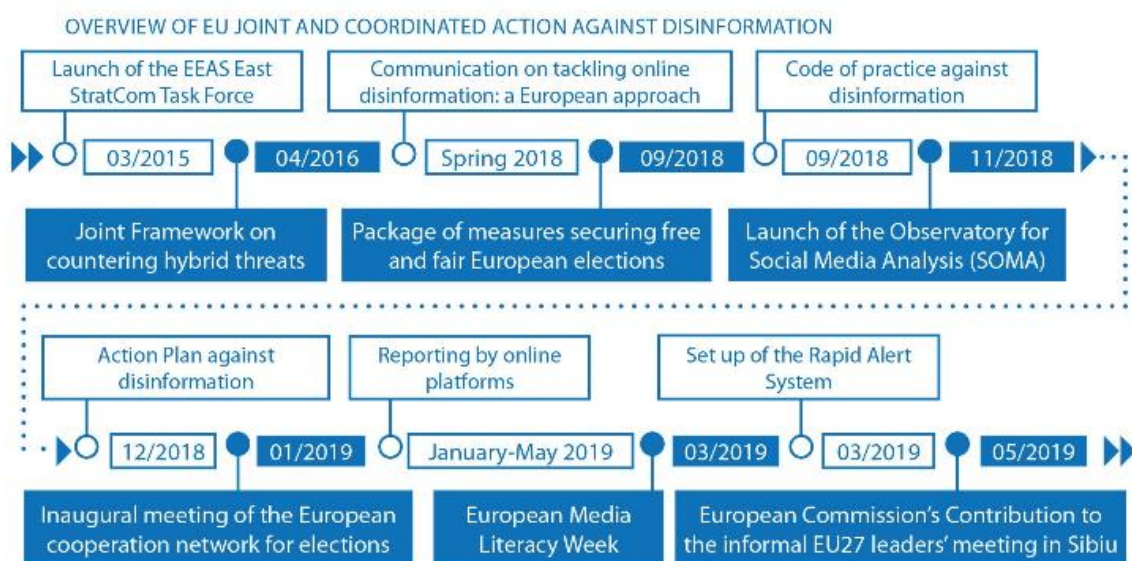 OVERVIEW OF EU JOINT AND COORDINATED ACTION AGAINST DISINFORMATION
Launch of the EEAS East
StratCom Task Force
Communication on tackling online
disinformation: a European approach
Code of practice against
disinformation
03/2015
04/2016
Spring 2018
09/2018
09/2018
11/2018
Joint Framework on
countering hybrid threats
Package of measures securing free
and fair European elections
Launch of the Observatory for
Social Media Analysis (SOMA)
Action Plan against
disinformation
Reporting by online
platforms
Set up of the Rapid Alert
System
12/2018
01/2019
January-May 2019
03/2019
03/2019
05/2019
Inaugural meeting of the European
cooperation network for elections
European Media
Literacy Week
European Commission's Contribution to
the informal EU27 leaders' meeting in Sibiu